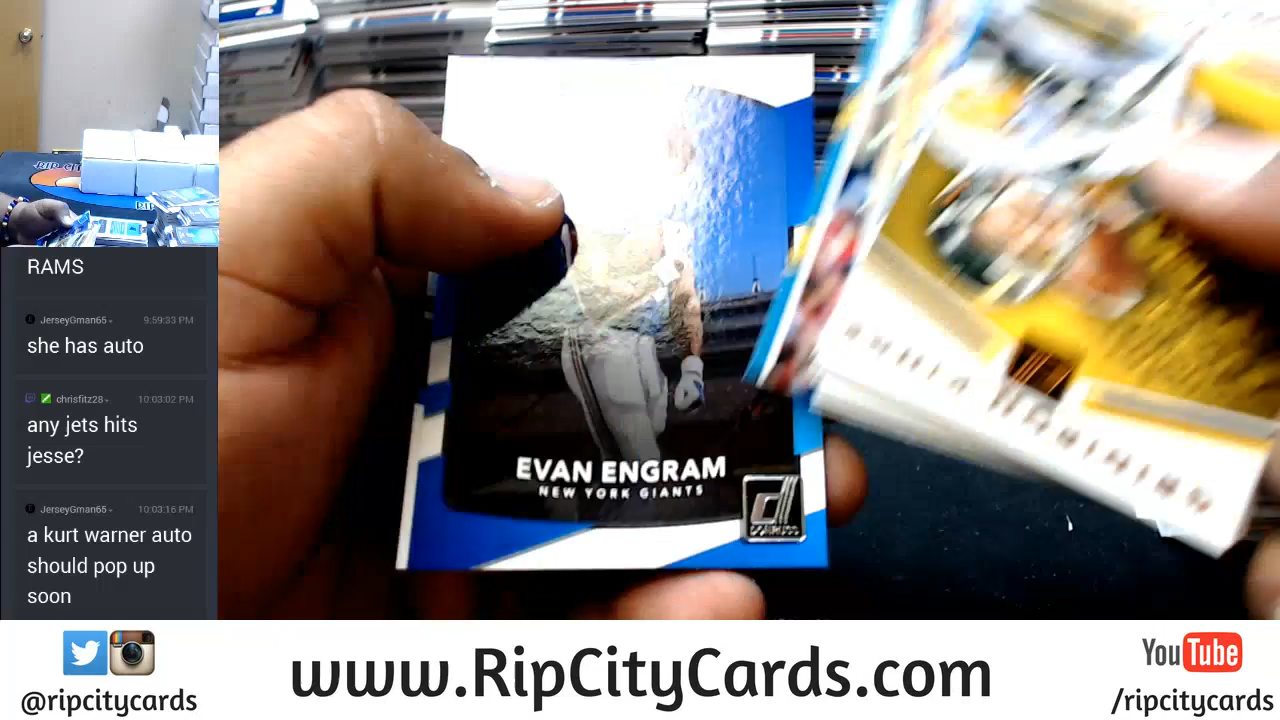 RAMS
JerseyGman65
9:59:33 PM
she has auto
chrisfitz28
10:03:02 PM
any jets hits
jesse?
JerseyGman65
10:03:16 PM
a kurt warner auto
should pop up
soon
EVAN ENGRAM
NEW YORK GIANTS
DONRUSS
@ripcitycards
www.RipCityCards.com
YouTube
/ripcitycards